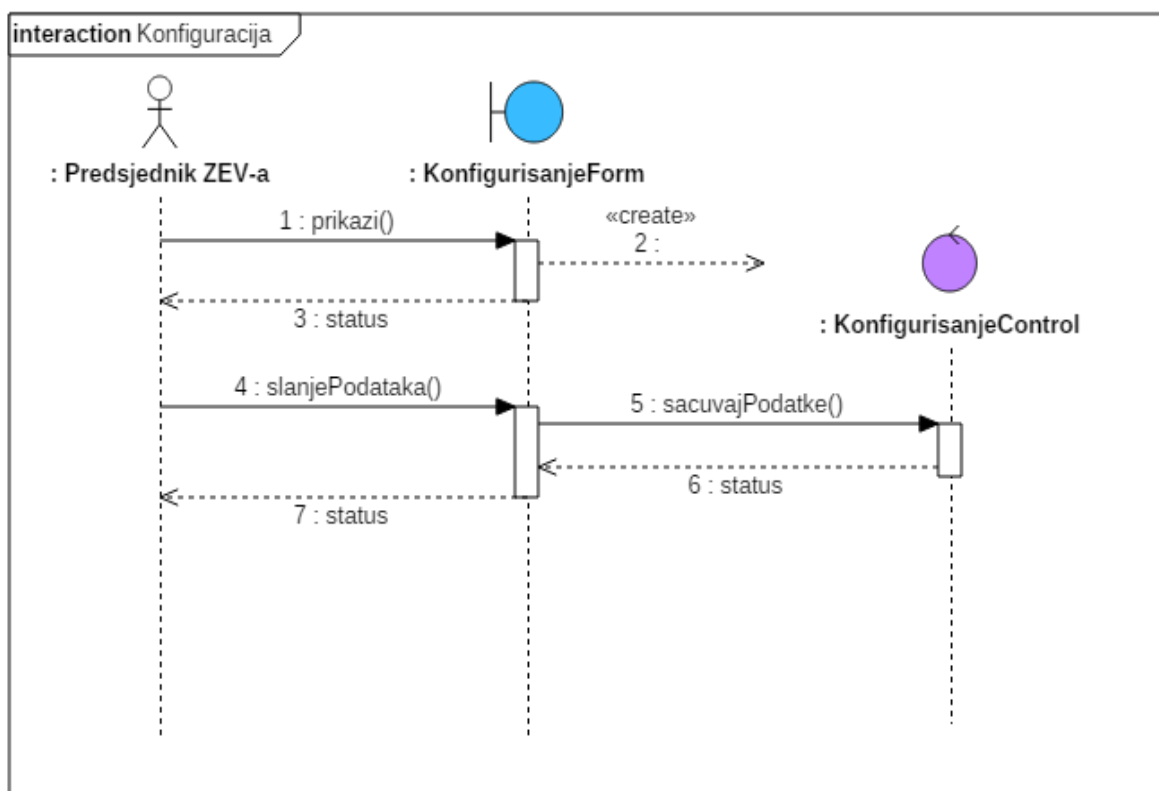 interaction Konfiguracija
: Predsjednik ZEV-a
: KonfigurisanjeForm
1 : prikazi()
«create»
2 :
: KonfigurisanjeControl
3 : status
4 : slanjePodataka()
5 : sacuvajPodatke()
6 : status
7 : status